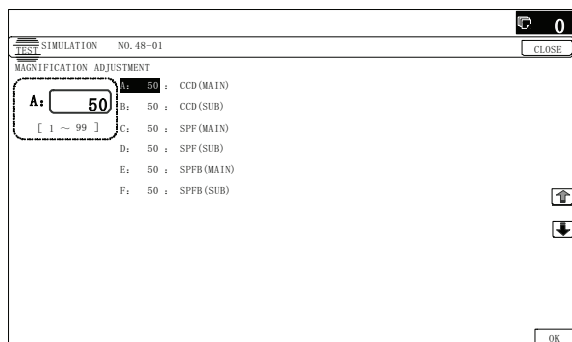 0
TEST SIMULATION NO.48-01 CLOSE
MAGNIFICATION ADJUSTMENT
A: 50
[ 1 ～ 99 ]
A: 50 : CCD(MAIN)
B: 50 : CCD(SUB)
C: 50 : SPF(MAIN)
D: 50 : SPF(SUB)
E: 50 : SPFB(MAIN)
F: 50 : SPFB(SUB)
OK